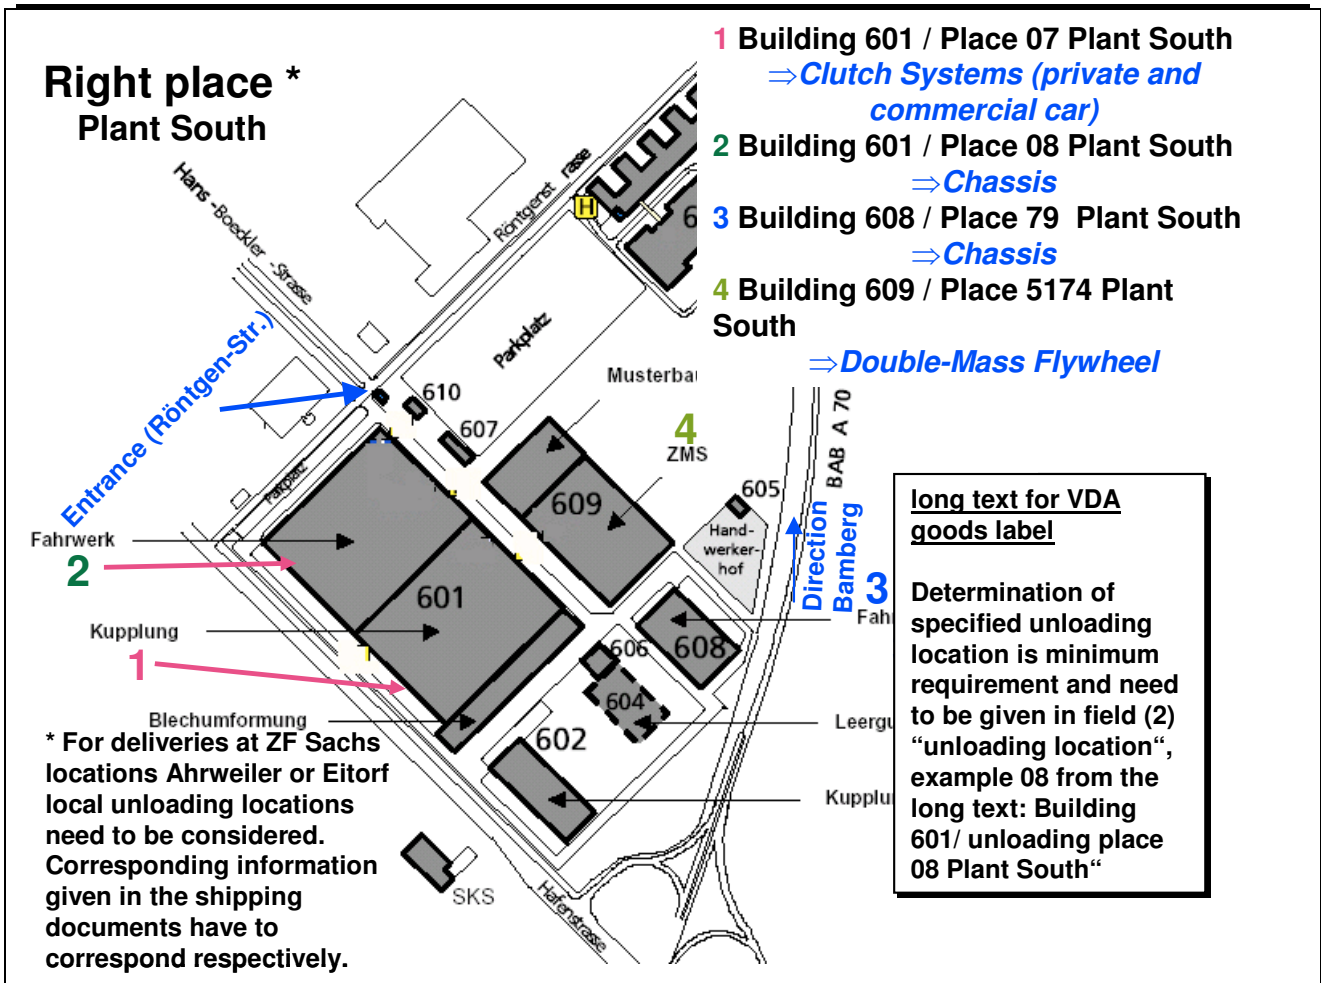 Right place *
Plant South
1 Building 601 / Place 07 Plant South
⇒Clutch Systems (private and
commercial car)
2 Building 601 / Place 08 Plant South
⇒Chassis
3 Building 608 / Place 79 Plant South
⇒Chassis
4 Building 609 / Place 5174 Plant
South
⇒Double-Mass Flywheel
Hans -Boeckler -Strasse
Röntgenst rasse
H
6
Parkplatz
Entrance (Röntgen-Str.)
Parkplatz
610
607
Musterbau
4
ZMS
609
605
Hand-
werker-
hof
BAB A 70
Direction
Bamberg
3
Fahrwerk
2
601
Kupplung
1
Blechumformung
606
608
604
602
Fahr
Leergu
Kupplun
SKS
Hafenstrasse
* For deliveries at ZF Sachs
locations Ahrweiler or Eitorf
local unloading locations
need to be considered.
Corresponding information
given in the shipping
documents have to
correspond respectively.
long text for VDA
goods label
Determination of
specified unloading
location is minimum
requirement and need
to be given in field (2)
“unloading location“,
example 08 from the
long text: Building
601/ unloading place
08 Plant South“